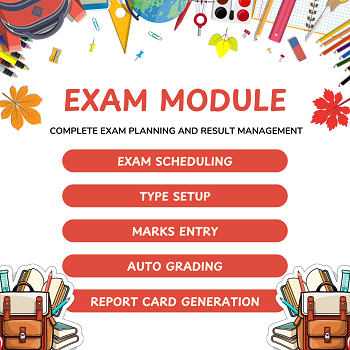 EXAM MODULE
COMPLETE EXAM PLANNING AND RESULT MANAGEMENT
EXAM SCHEDULING
TYPE SETUP
MARKS ENTRY
AUTO GRADING
REPORT CARD GENERATION